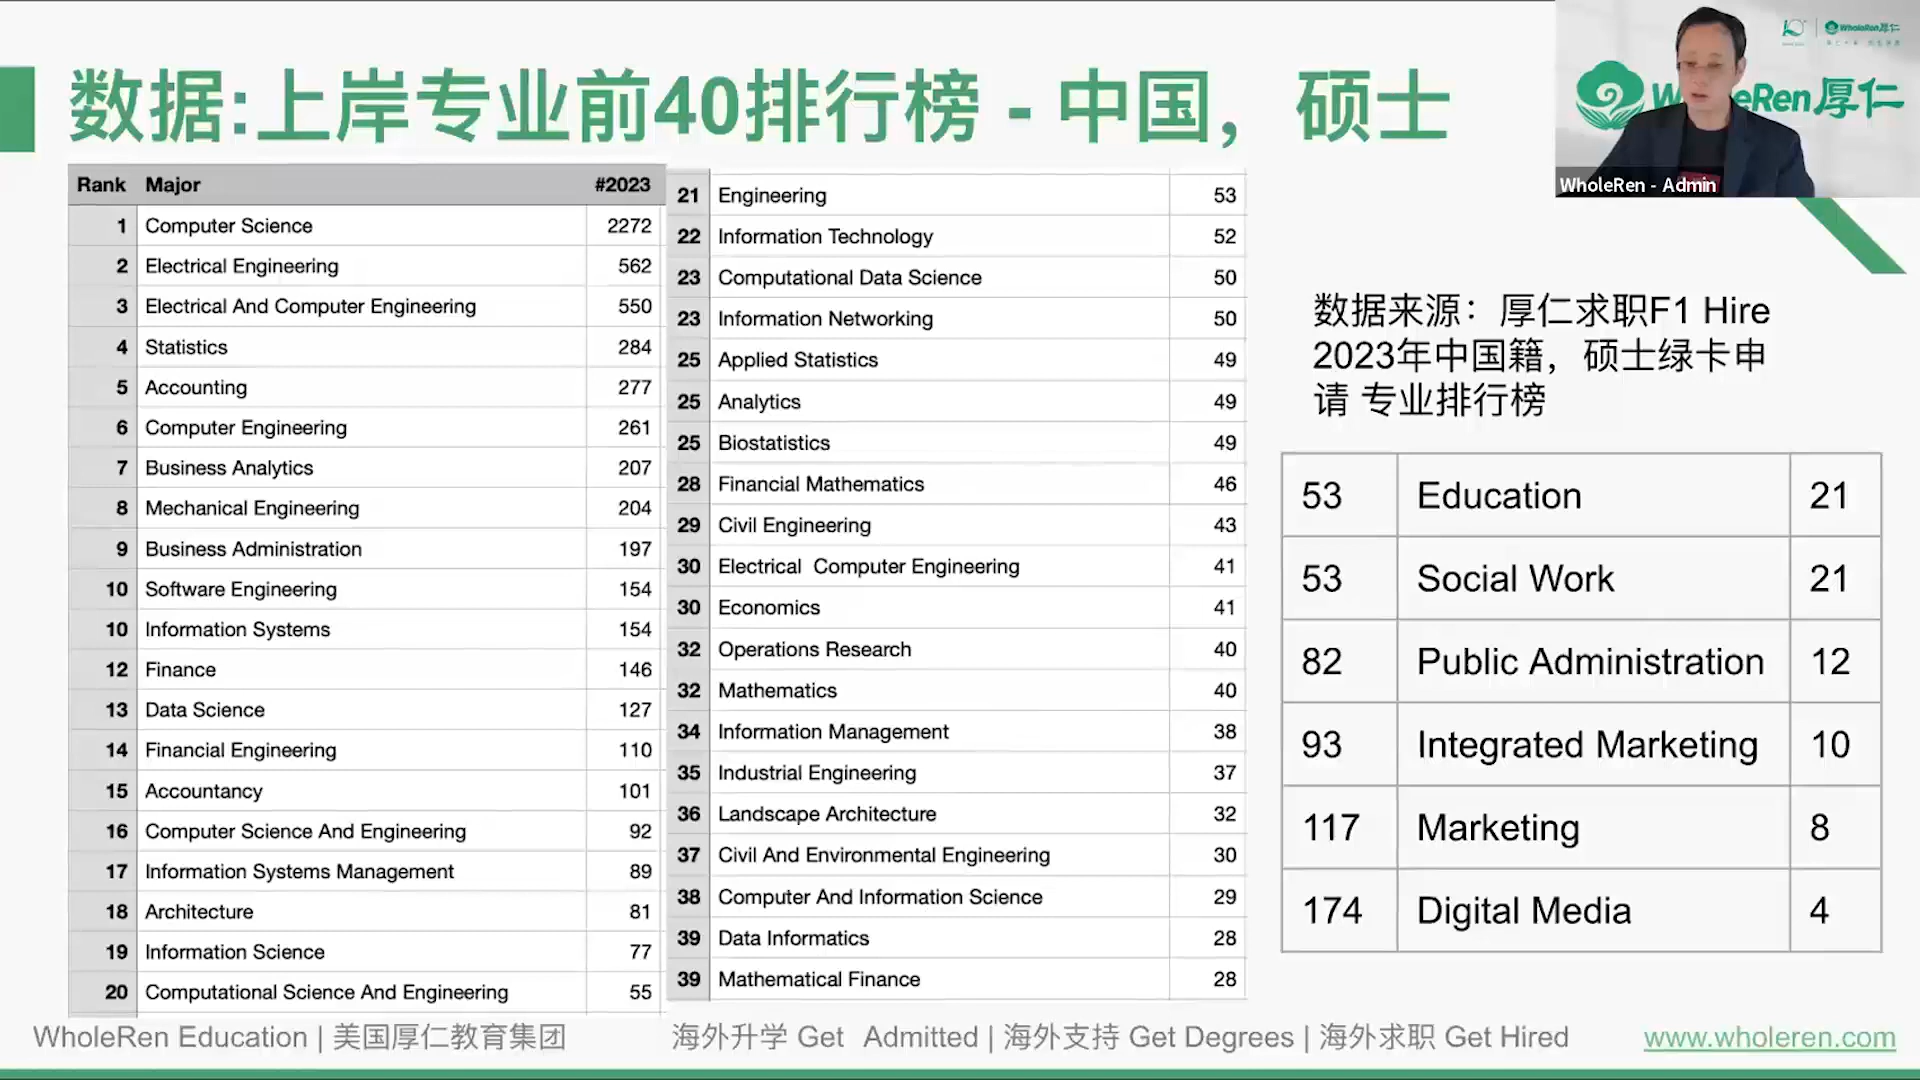 数据:上岸专业前40排行榜 - 中国， 硕士
WholeRen厚仁
WholeRen厚仁
WholeRen - Admin
Rank Major #2023
1 Computer Science 2272
2 Electrical Engineering 562
3 Electrical And Computer Engineering 550
4 Statistics 284
5 Accounting 277
6 Computer Engineering 261
7 Business Analytics 207
8 Mechanical Engineering 204
9 Business Administration 197
10 Software Engineering 154
10 Information Systems 154
12 Finance 146
13 Data Science 127
14 Financial Engineering 110
15 Accountancy 101
16 Computer Science And Engineering 92
17 Information Systems Management 89
18 Architecture 81
19 Information Science 77
20 Computational Science And Engineering 55
21 Engineering 53
22 Information Technology 52
23 Computational Data Science 50
23 Information Networking 50
25 Applied Statistics 49
25 Analytics 49
25 Biostatistics 49
28 Financial Mathematics 46
29 Civil Engineering 43
30 Electrical  Computer Engineering 41
30 Economics 41
32 Operations Research 40
32 Mathematics 40
34 Information Management 38
35 Industrial Engineering 37
36 Landscape Architecture 32
37 Civil And Environmental Engineering 30
38 Computer And Information Science 29
39 Data Informatics 28
39 Mathematical Finance 28
数据来源：厚仁求职F1 Hire
2023年中国籍，硕士绿卡申
请 专业排行榜
53 Education 21
53 Social Work 21
82 Public Administration 12
93 Integrated Marketing 10
117 Marketing 8
174 Digital Media 4
WholeRen Education | 美国厚仁教育集团
海外升学 Get  Admitted | 海外支持 Get Degrees | 海外求职 Get Hired
www.wholeren.com